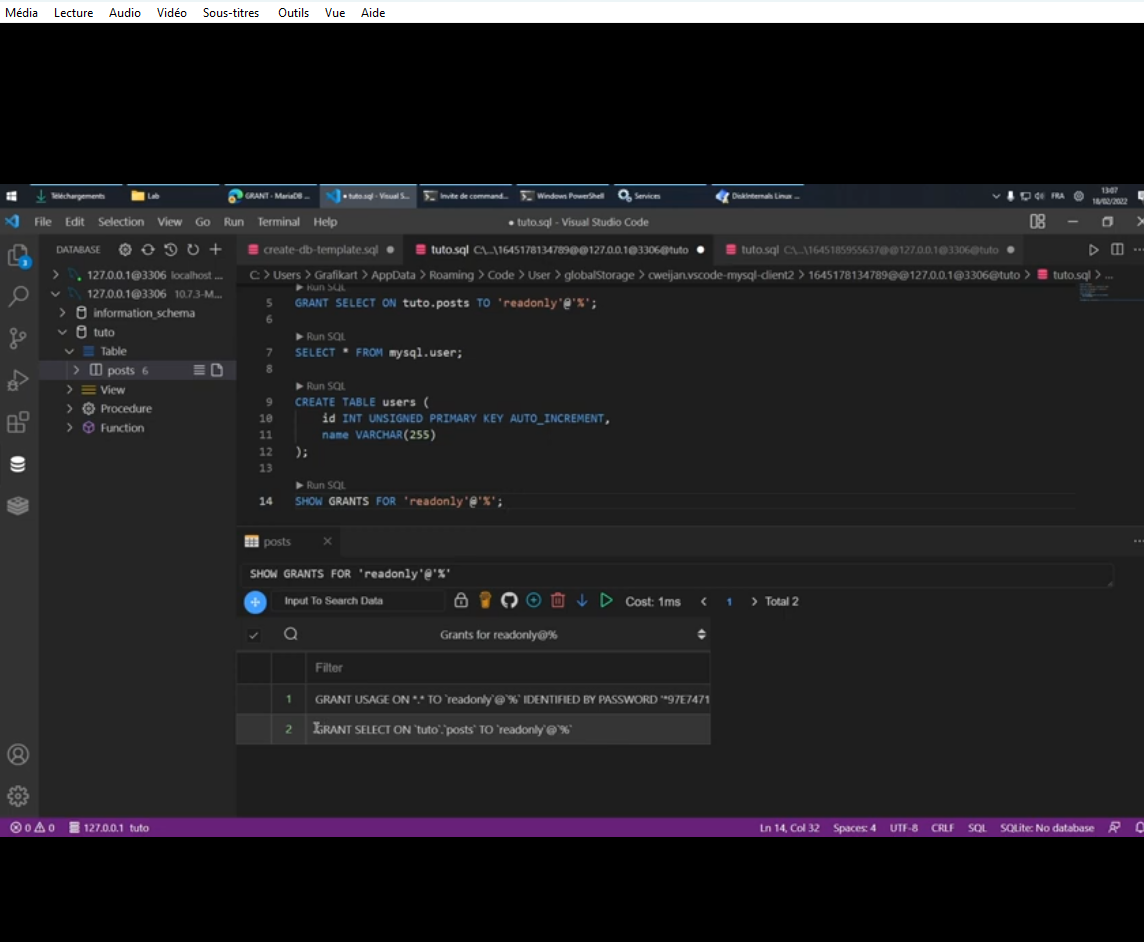 Média Lecture Audio Vidéo Sous-titres Outils Vue Aide
Téléchargements Lab GRANT - MariaDB ... • tuto.sql - Visual S... Invite de command... Windows PowerShell Services DiskInternals Linux ... FRA 13:07
18/02/2022
File Edit Selection View Go Run Terminal Help • tuto.sql - Visual Studio Code
DATABASE create-db-template.sql tuto.sql C:\...\1645178134789@@127.0.0.1@3306@tuto tuto.sql C:\...\1645185955637@@127.0.0.1@3306@tuto
3
127.0.0.1@3306 localhost ...
C: > Users > Grafikart > AppData > Roaming > Code > User > globalStorage > cweijan.vscode-mysql-client2 > 1645178134789@@127.0.0.1@3306@tuto > tuto.sql > ...
127.0.0.1@3306 10.7.3-M...
information_schema
tuto
Table
posts 6
View
Procedure
Function
Run SQL
5 GRANT SELECT ON tuto.posts TO 'readonly'@'%';
6
Run SQL
7 SELECT * FROM mysql.user;
8
Run SQL
9 CREATE TABLE users (
10 id INT UNSIGNED PRIMARY KEY AUTO_INCREMENT,
11 name VARCHAR(255)
12 );
13
Run SQL
14 SHOW GRANTS FOR 'readonly'@'%';
posts
SHOW GRANTS FOR 'readonly'@'%'
Input To Search Data Cost: 1ms < 1 > Total 2
Grants for readonly@%
Filter
1 GRANT USAGE ON *.* TO `readonly`@`%` IDENTIFIED BY PASSWORD '*97E7471
2 GRANT SELECT ON `tuto`.`posts` TO `readonly`@`%`
0 0 127.0.0.1 tuto Ln 14, Col 32 Spaces: 4 UTF-8 CRLF SQL SQLite: No database